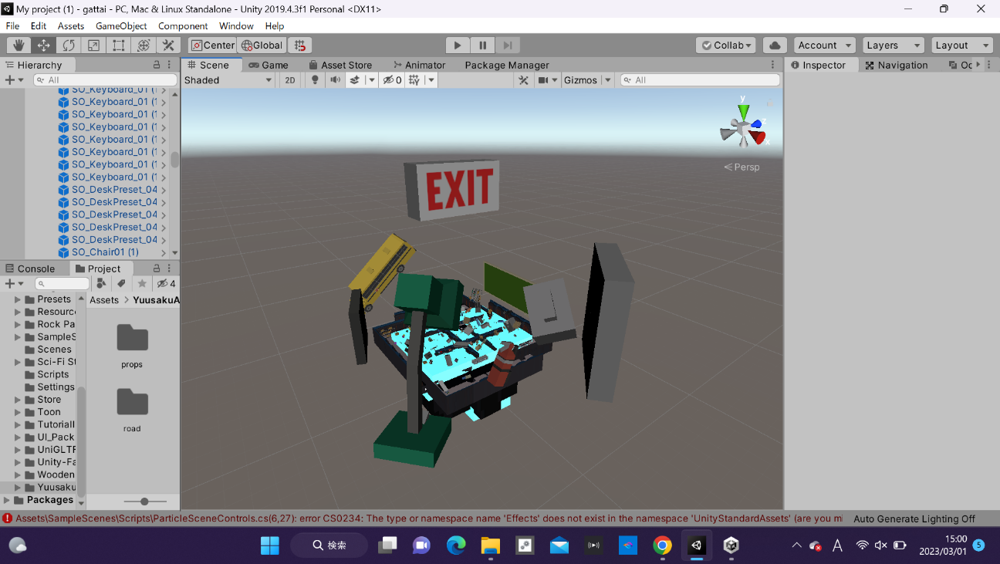 My project (1) - gattai - PC, Mac & Linux Standalone - Unity 2019.4.3f1 Personal <DX11>
File Edit Assets GameObject Component Window Help
Center Global Collab Account Layers Layout
Hierarchy Scene Game Asset Store Animator Package Manager Inspector Navigation Oc
All Shaded 2D 0 Gizmos All
SO_Keyboard_01 (1
SO_Keyboard_01 (1
SO_Keyboard_01 (1
SO_Keyboard_01 (1
SO_Keyboard_01 (1
SO_Keyboard_01 (1
SO_Keyboard_01 (1
SO_Keyboard_01 (1
SO_DeskPreset_04
SO_DeskPreset_04
SO_DeskPreset_04
SO_DeskPreset_04
SO_DeskPreset_04
SO_Chair01 (1)
y
z
x
Persp
EXIT
Console Project
4
Assets > YuusakuA
Presets
Resourc
Rock Pa
SampleS
Scenes
Sci-Fi St
Scripts
Settings
Store
Toon
TutorialI
UI_Pack
UniGLTF
Unity-Fa
Wooden
Yuusaku
Packages
props
road
Assets\SampleScenes\Scripts\ParticleSceneControls.cs(6,27): error CS0234: The type or namespace name 'Effects' does not exist in the namespace 'UnityStandardAssets' (are you mi
Auto Generate Lighting Off
検索
A
15:00
2023/03/01
5